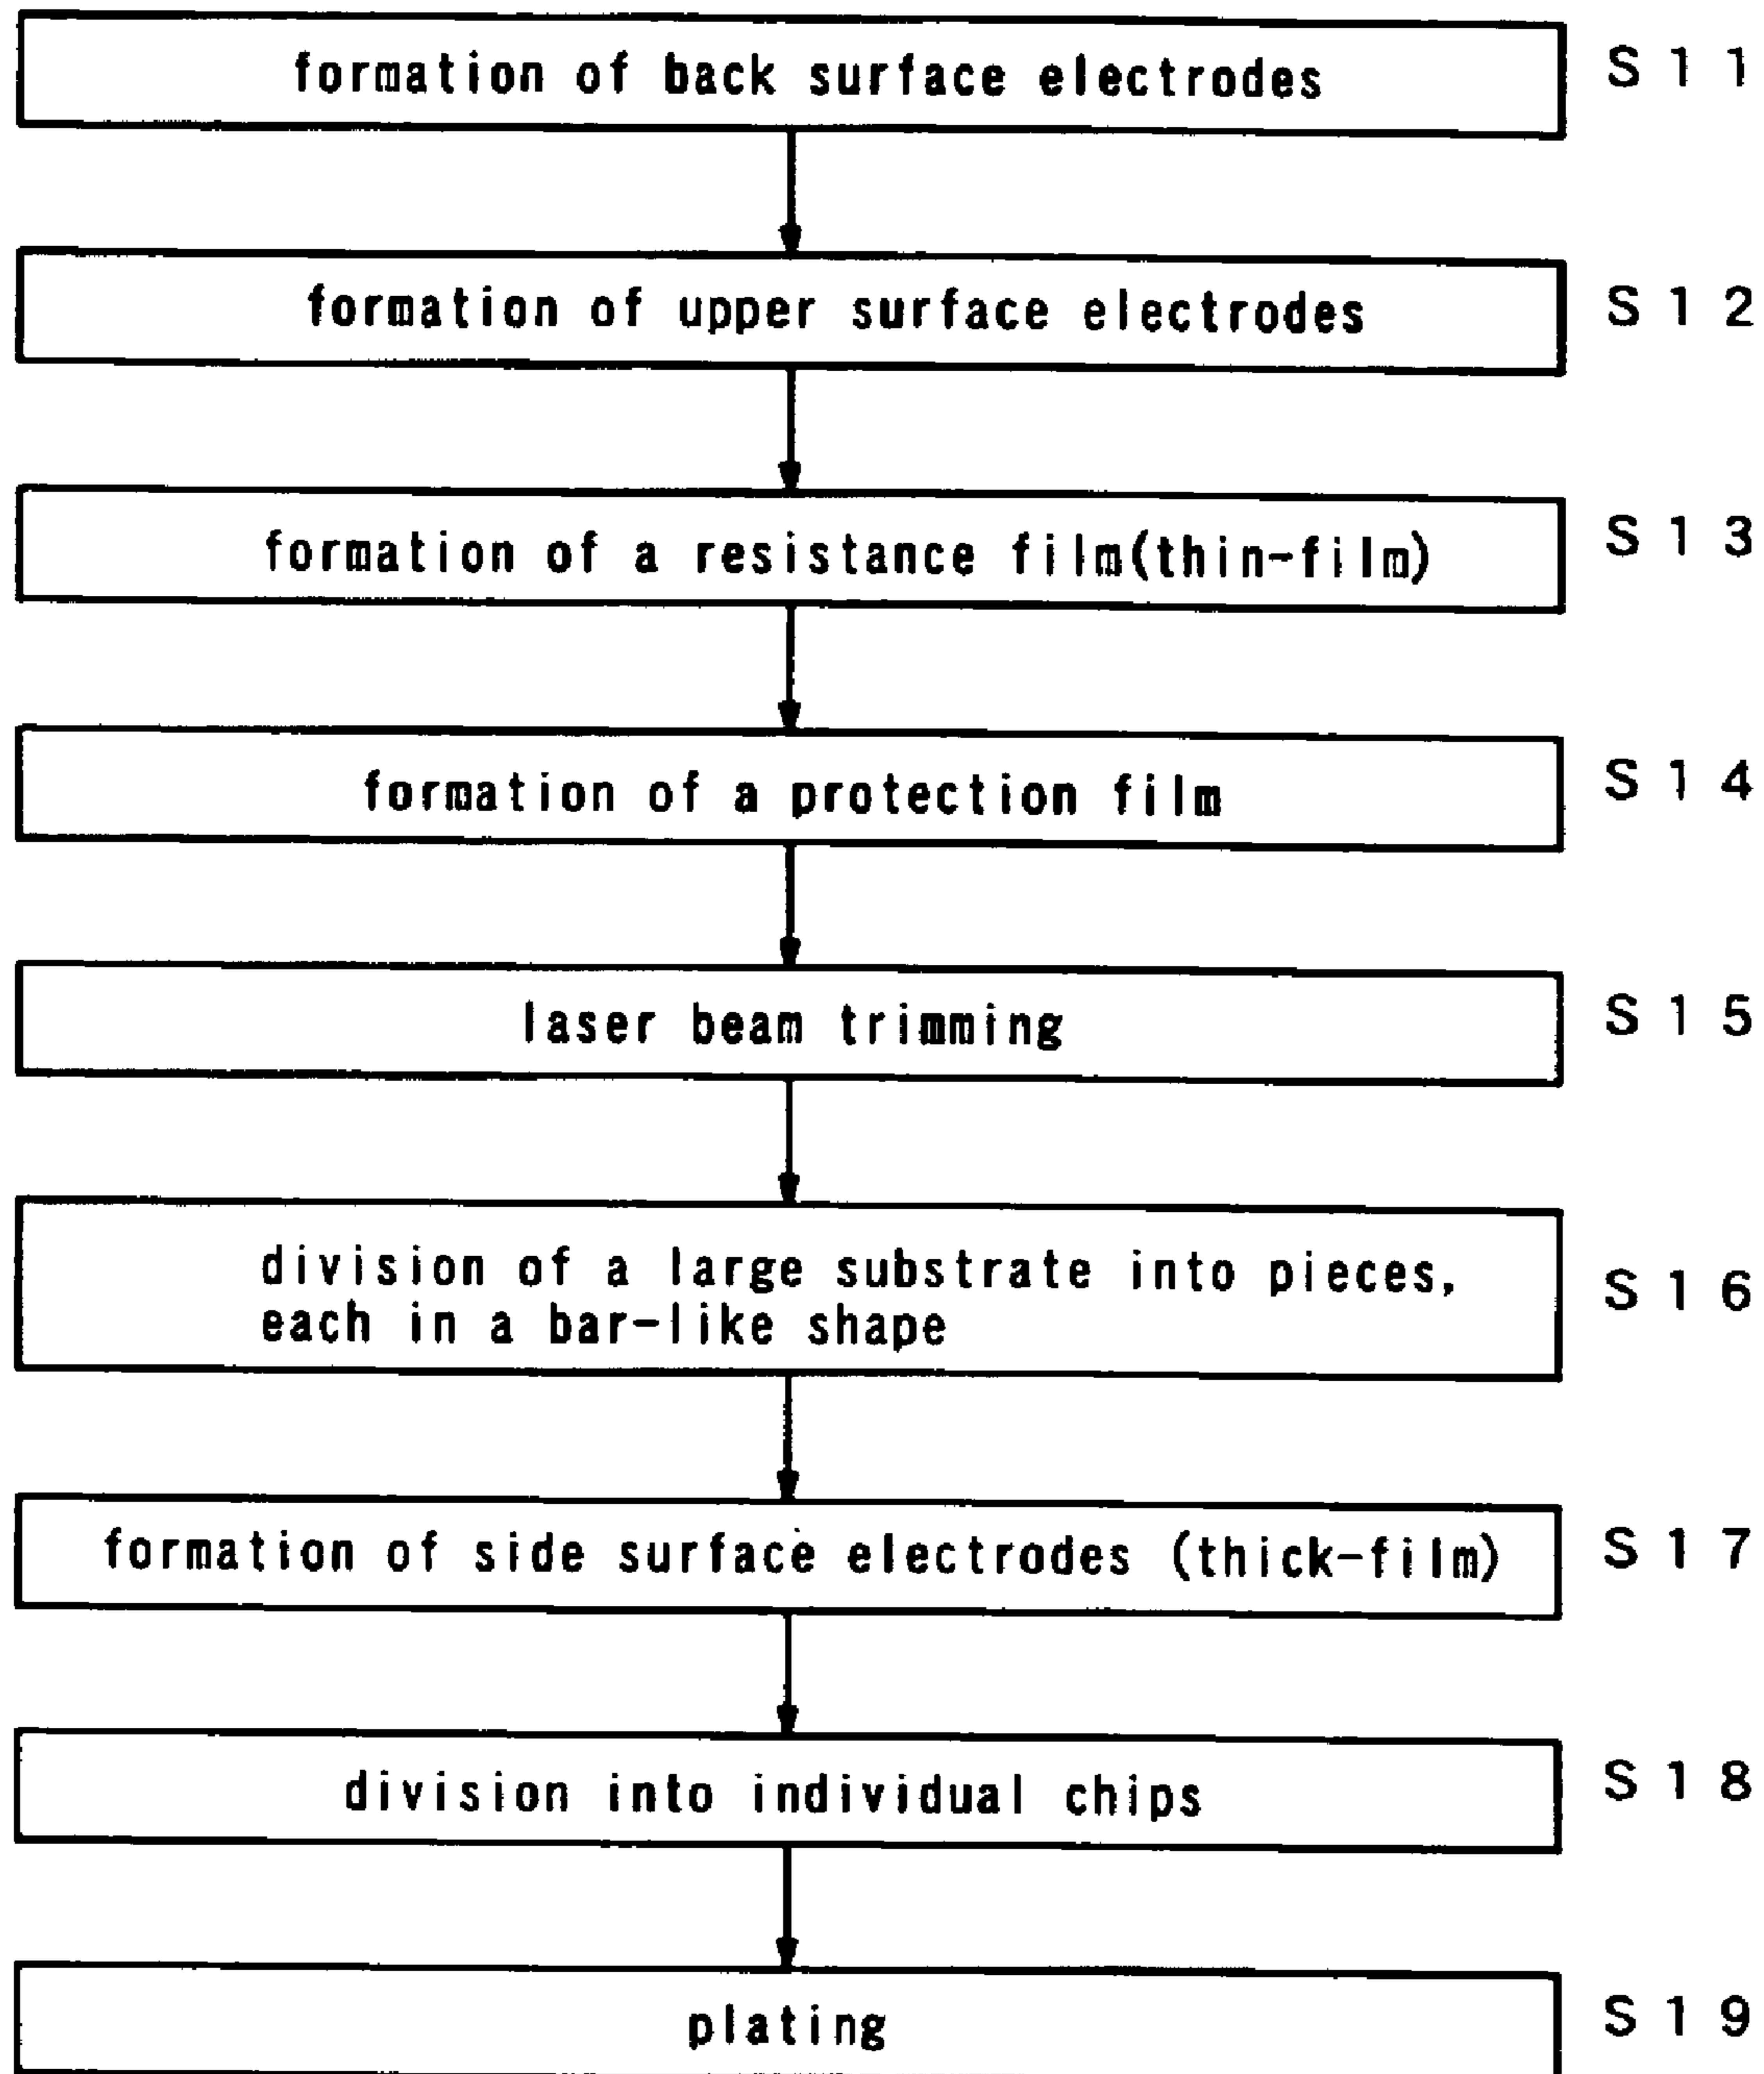 formation of back surface electrodes S11
formation of upper surface electrodes S12
formation of a resistance film(thin-film) S13
formation of a protection film S14
laser beam trimming S15
division of a large substrate into pieces,
each in a bar-like shape S16
formation of side surface electrodes (thick-film) S17
division into individual chips S18
plating S19